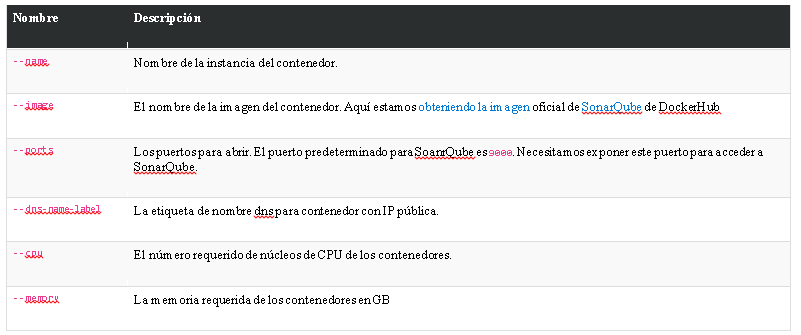 Nombre Descripción
--name Nombre de la instancia del contenedor.
--image El nombre de la imagen del contenedor. Aquí estamos obteniendo la imagen oficial de SonarQube de DockerHub
--ports Los puertos para abrir. El puerto predeterminado para SoanrQube es 9000. Necesitamos exponer este puerto para acceder a
SonarQube.
--dns-name-label La etiqueta de nombre dns para contenedor con IP pública.
--cpu El número requerido de núcleos de CPU de los contenedores.
--memory La memoria requerida de los contenedores en GB